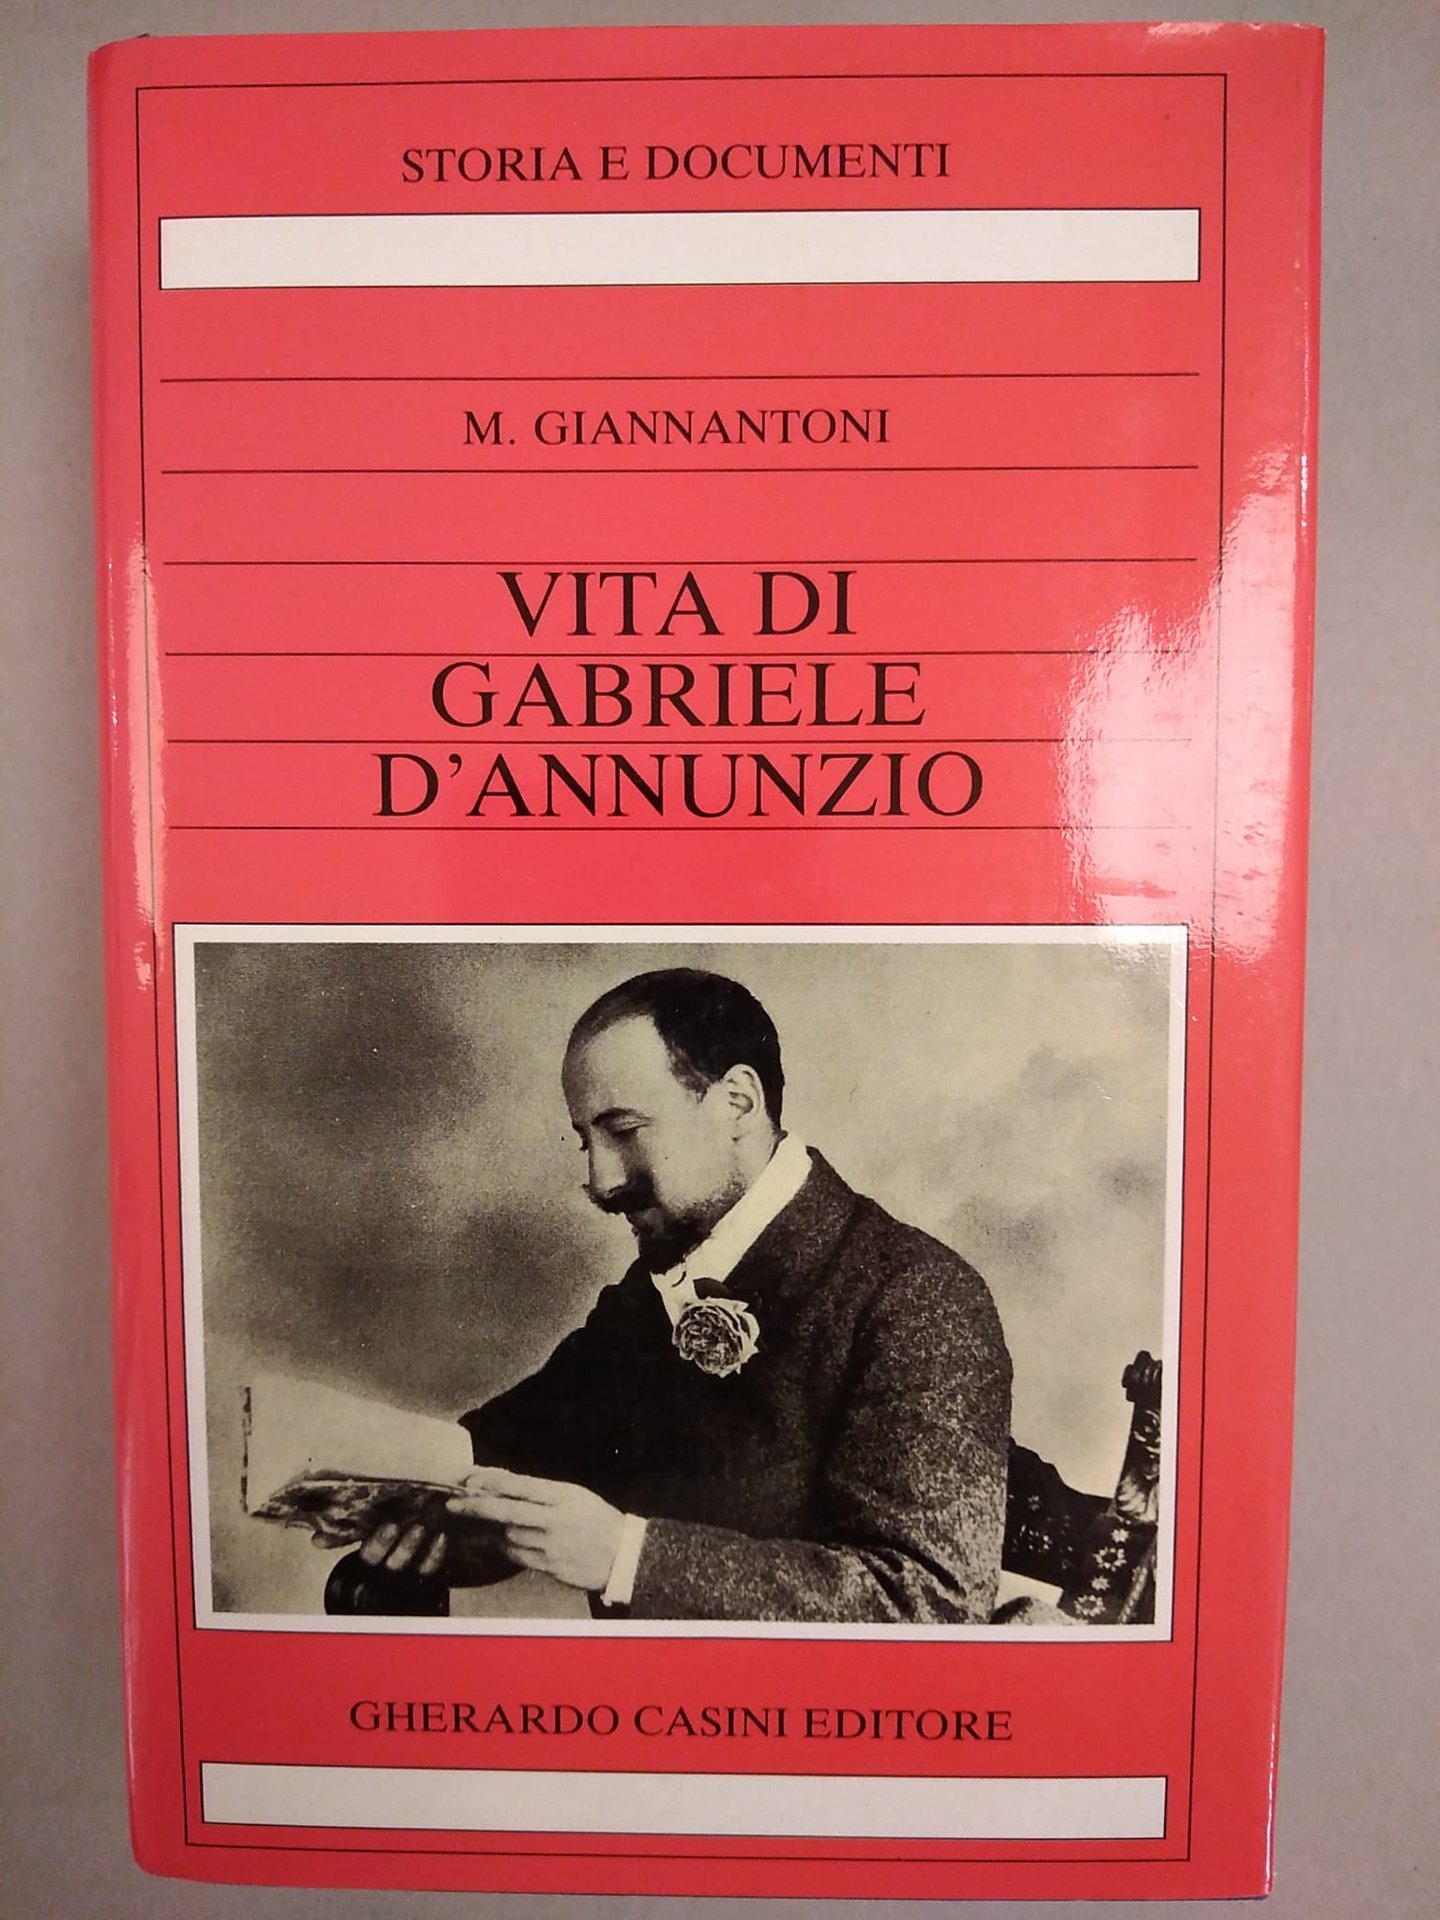 STORIA E DOCUMENTI
M. GIANNANTONI
VITA DI
GABRIELE
D’ANNUNZIO
GHERARDO CASINI EDITORE